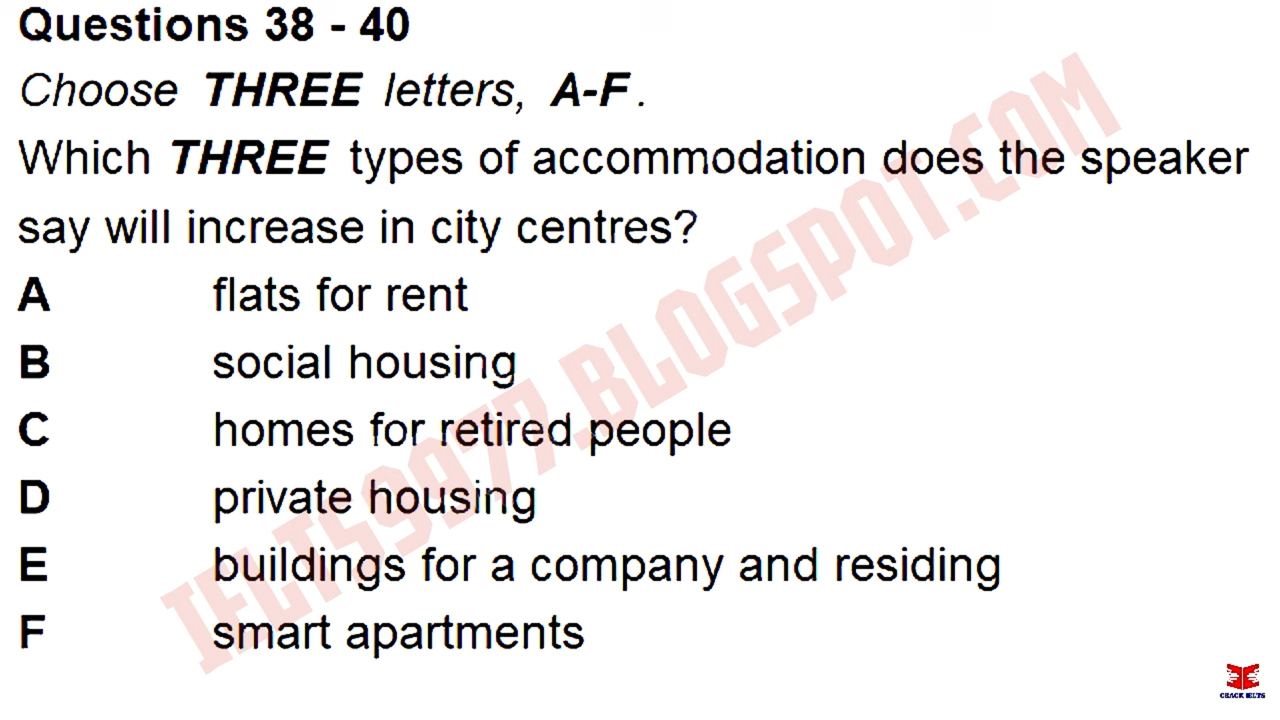 Questions 38 - 40
Choose THREE letters, A-F.
Which THREE types of accommodation does the speaker
say will increase in city centres?
A flats for rent
B social housing
C homes for retired people
D private housing
E buildings for a company and residing
F smart apartments
IELTS9977.BLOGSPOT.COM
CRACK IELTS